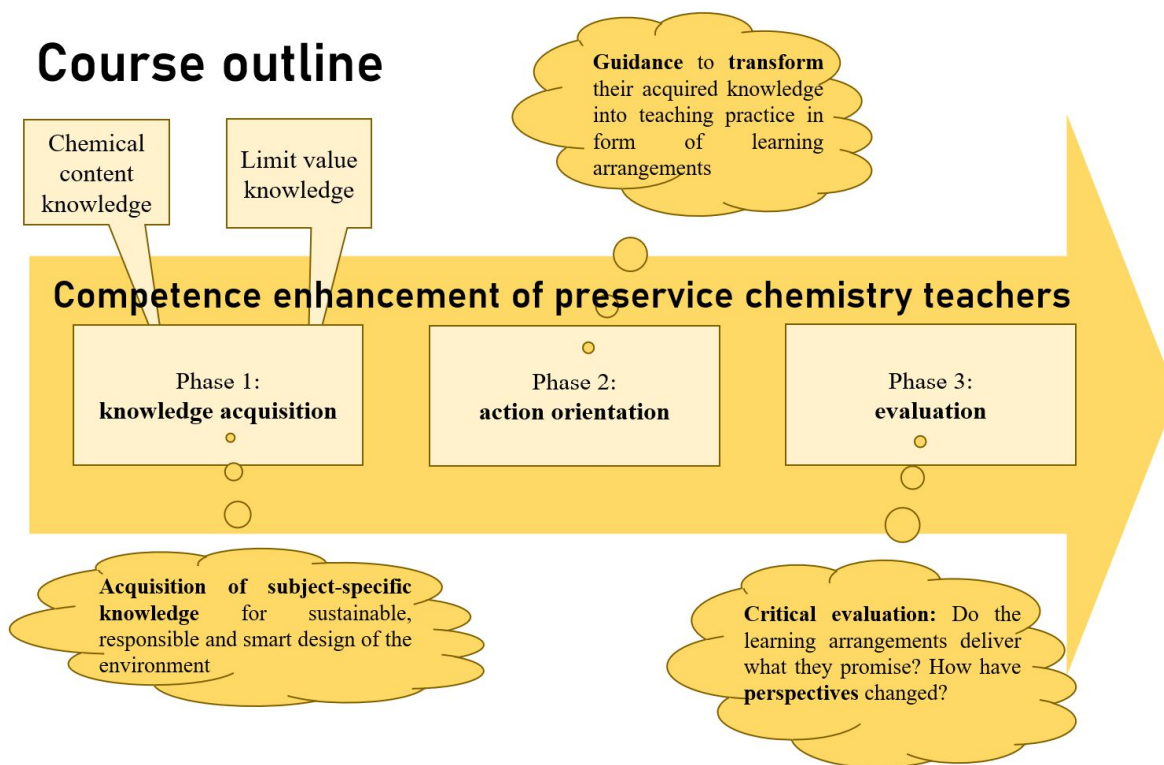 Course outline
Guidance to transform
their acquired knowledge
into teaching practice in
form of learning
arrangements
Chemical
content
knowledge
Limit value
knowledge
Competence enhancement of preservice chemistry teachers
Phase 1:
knowledge acquisition
Phase 2:
action orientation
Phase 3:
evaluation
Acquisition of subject-specific
knowledge for sustainable,
responsible and smart design of the
environment
Critical evaluation: Do the
learning arrangements deliver
what they promise? How have
perspectives changed?